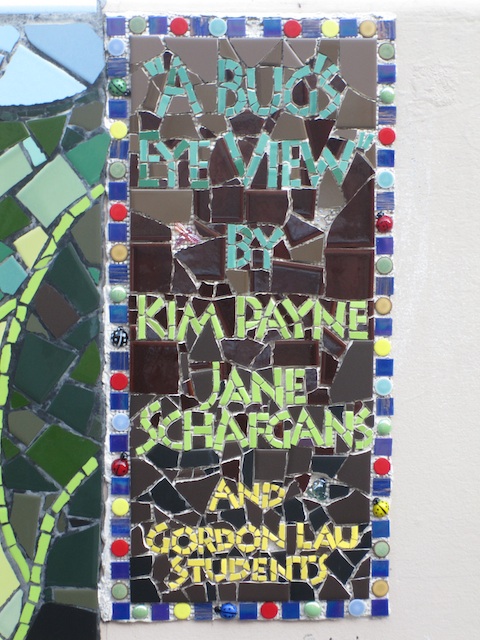 "A BUG'S
EYE VIEW"
BY
KIM PAYNE
JANE
SCHAFGANS
AND
GORDON LAU
STUDENTS